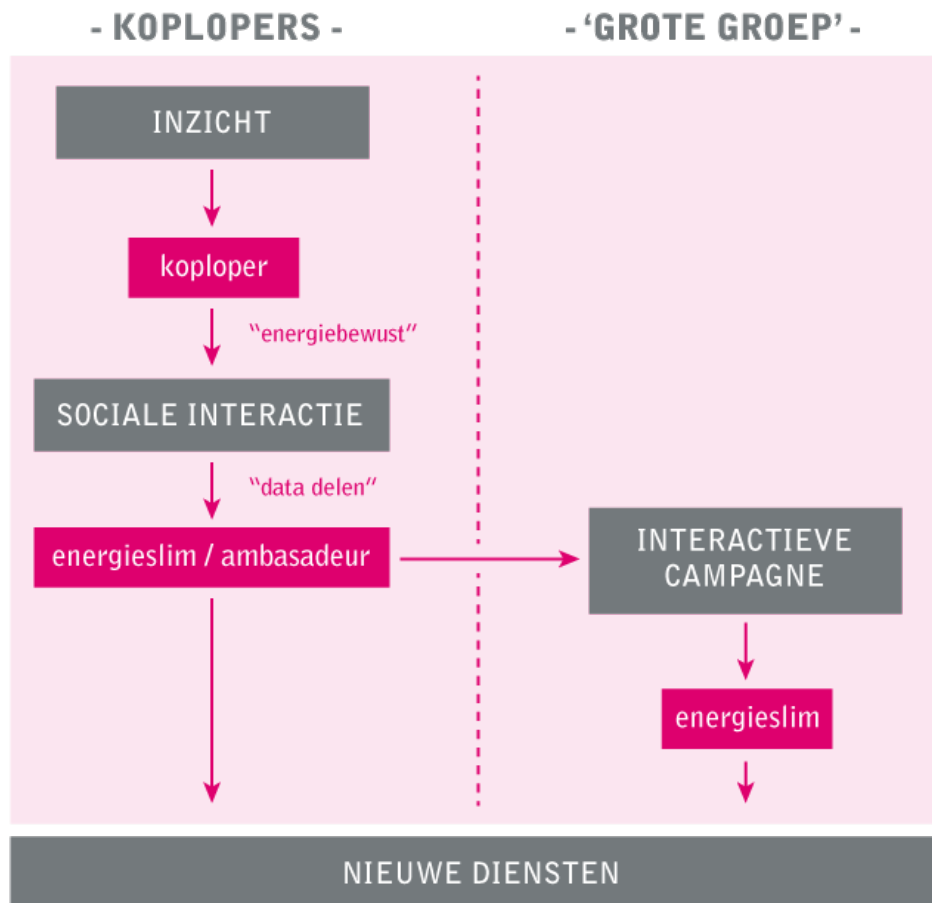 - KOPLOPERS -
- ‘GROTE GROEP’ -
INZICHT
koploper
“energiebewust”
SOCIALE INTERACTIE
“data delen”
energieslim / ambasadeur
INTERACTIEVE
CAMPAGNE
energieslim
NIEUWE DIENSTEN